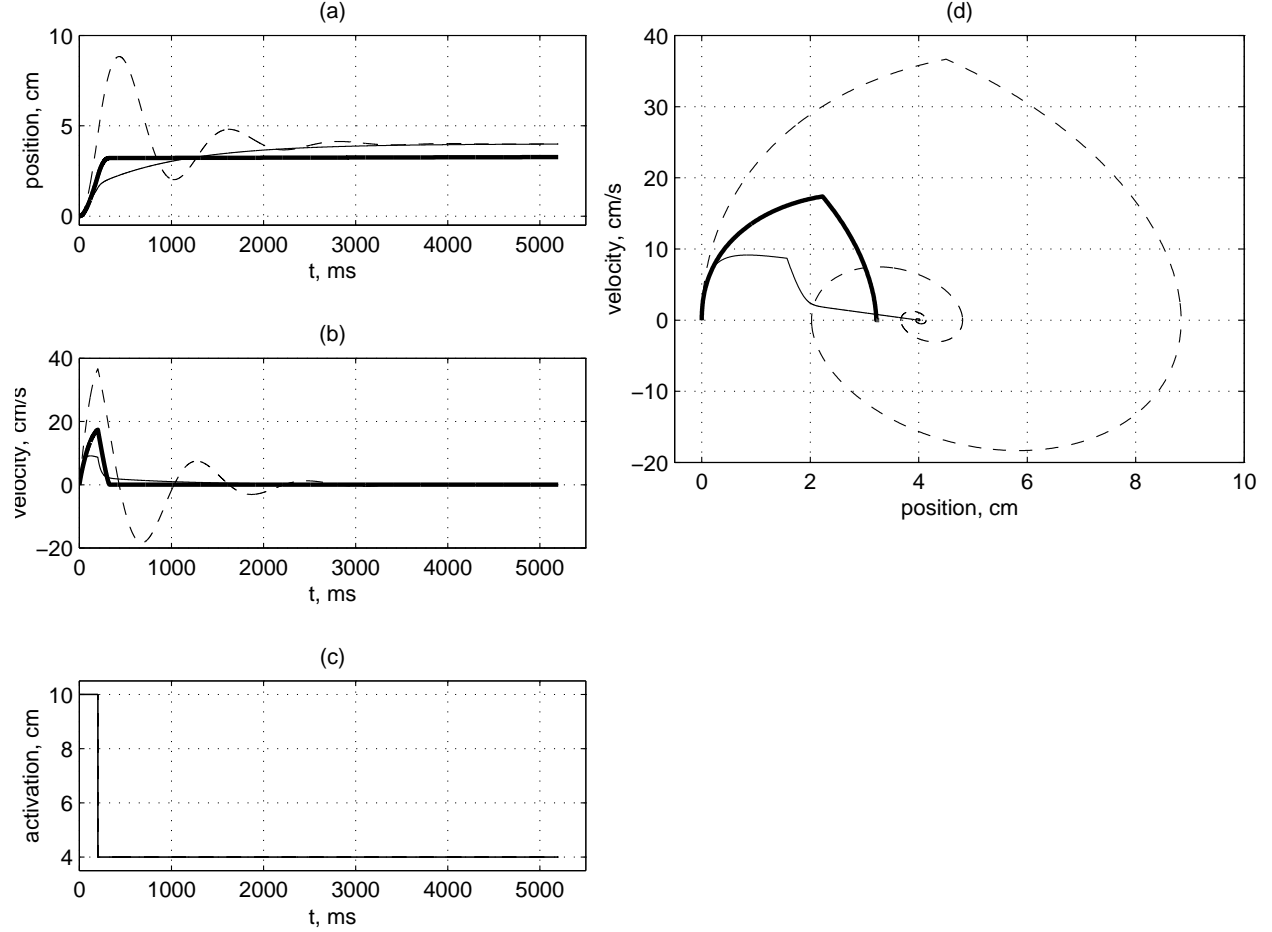 (a)
10
5
0
position, cm
0 1000 2000 3000 4000 5000
t, ms
(b)
40
20
0
−20
velocity, cm/s
0 1000 2000 3000 4000 5000
t, ms
(c)
10
8
6
4
activation, cm
0 1000 2000 3000 4000 5000
t, ms
(d)
40
30
20
10
0
−10
−20
velocity, cm/s
0 2 4 6 8 10
position, cm